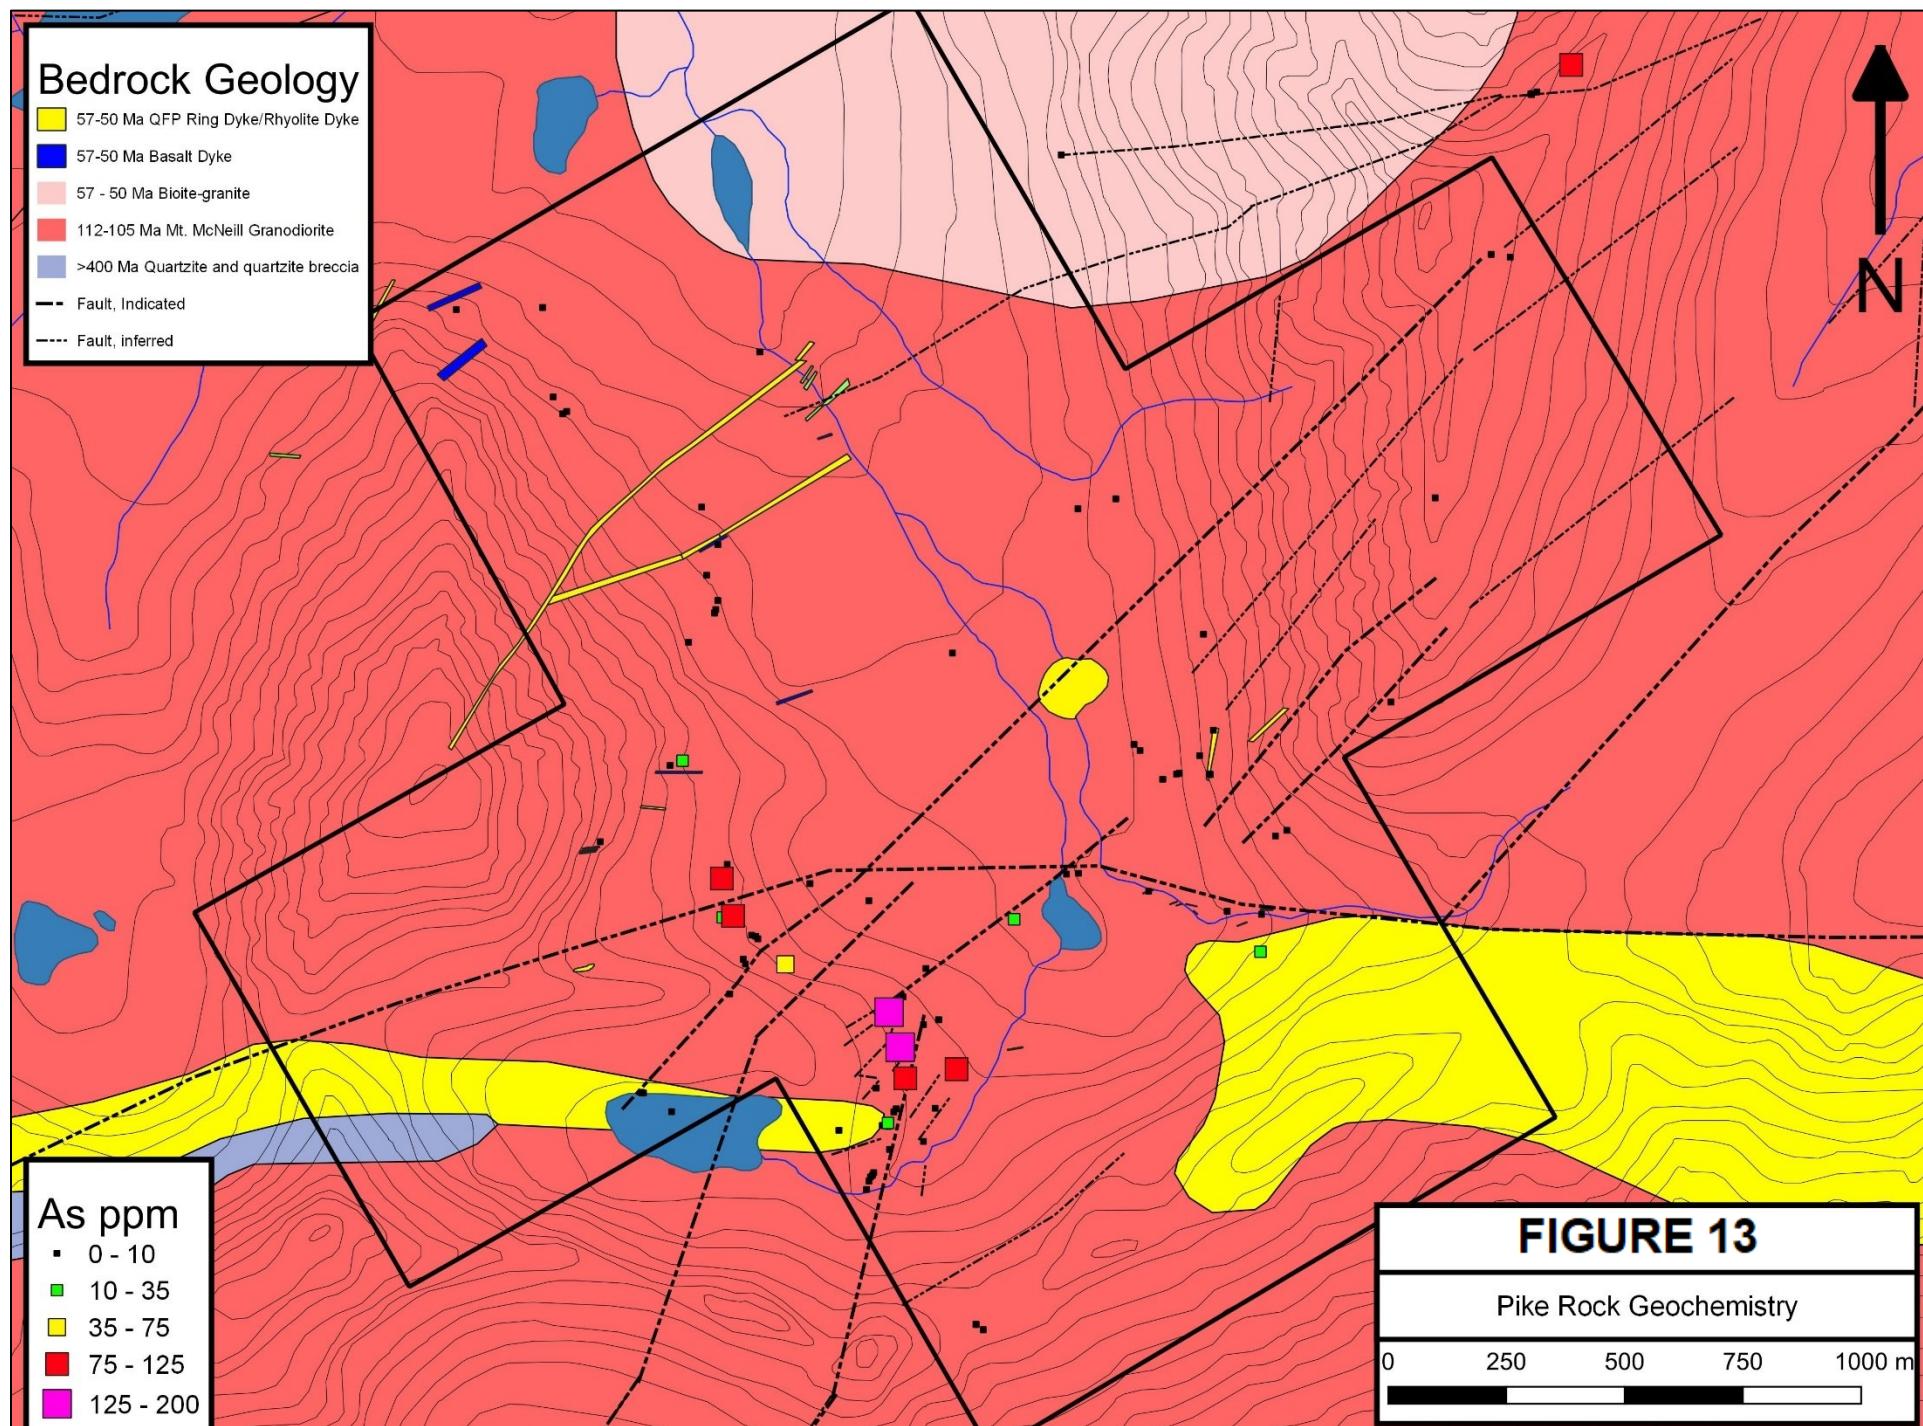 Bedrock Geology
57-50 Ma QFP Ring Dyke/Rhyolite Dyke
57-50 Ma Basalt Dyke
57 - 50 Ma Bioite-granite
112-105 Ma Mt. McNeill Granodiorite
>400 Ma Quartzite and quartzite breccia
Fault, Indicated
Fault, inferred
N
As ppm
0 - 10
10 - 35
35 - 75
75 - 125
125 - 200
FIGURE 13
Pike Rock Geochemistry
0 250 500 750 1000 m